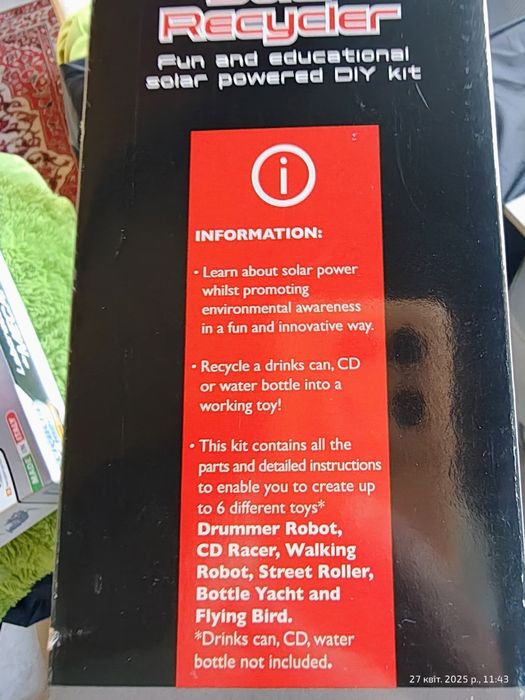 Recycler
Fun and educational
solar powered DIY kit
i
INFORMATION:
• Learn about solar power
whilst promoting
environmental awareness
in a fun and innovative way.
• Recycle a drinks can, CD
or water bottle into a
working toy!
• This kit contains all the
parts and detailed instructions
to enable you to create up
to 6 different toys*
Drummer Robot,
CD Racer, Walking
Robot, Street Roller,
Bottle Yacht and
Flying Bird.
*Drinks can, CD, water
bottle not included.
MADE IN ITALY
27 квіт. 2025 р., 11:43